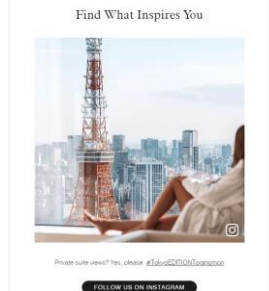 Find What Inspires You
Private suite views? Yes, please. #TokyoEDITIONToranomon
FOLLOW US ON INSTAGRAM